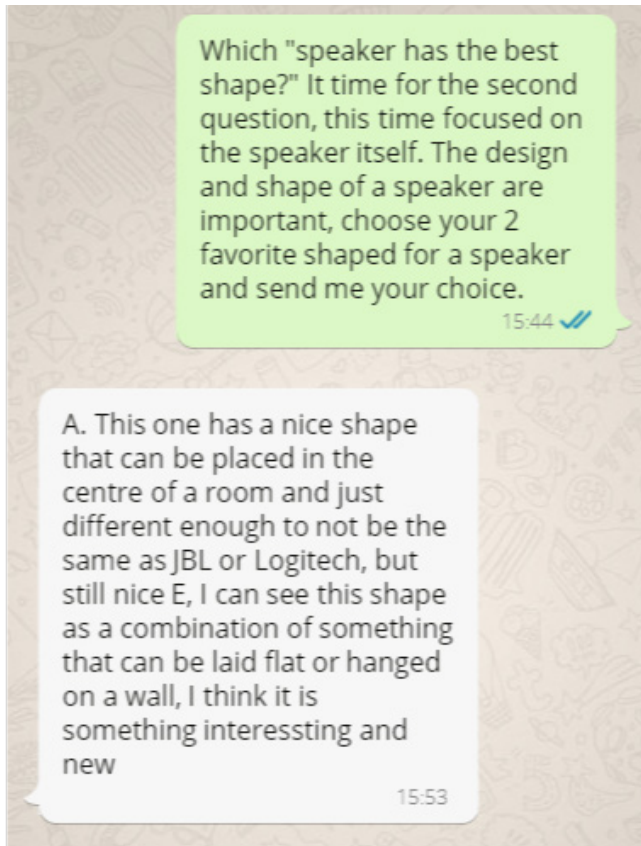 Which "speaker has the best
shape?" It time for the second
question, this time focused on
the speaker itself. The design
and shape of a speaker are
important, choose your 2
favorite shaped for a speaker
and send me your choice.
15:44
A. This one has a nice shape
that can be placed in the
centre of a room and just
different enough to not be the
same as JBL or Logitech, but
still nice E, I can see this shape
as a combination of something
that can be laid flat or hanged
on a wall, I think it is
something interessting and
new
15:53